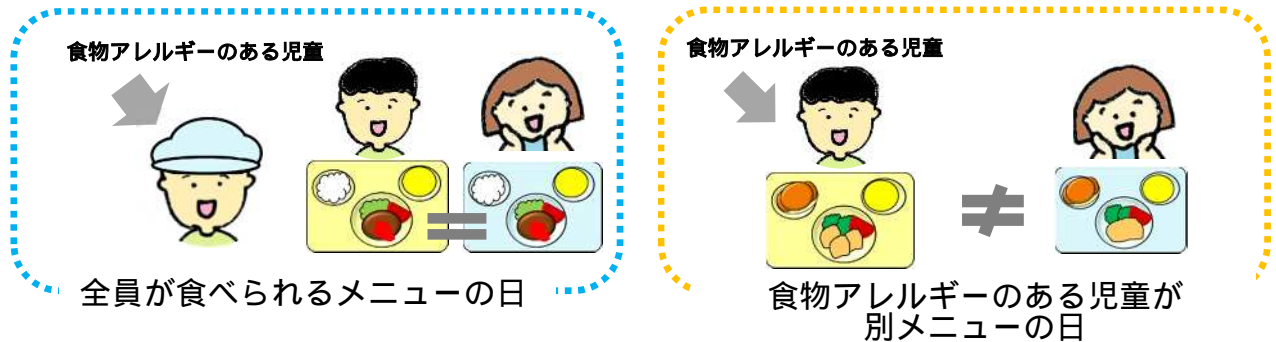 食物アレルギーのある児童
全員が食べられるメニューの日
食物アレルギーのある児童
食物アレルギーのある児童が
別メニューの日